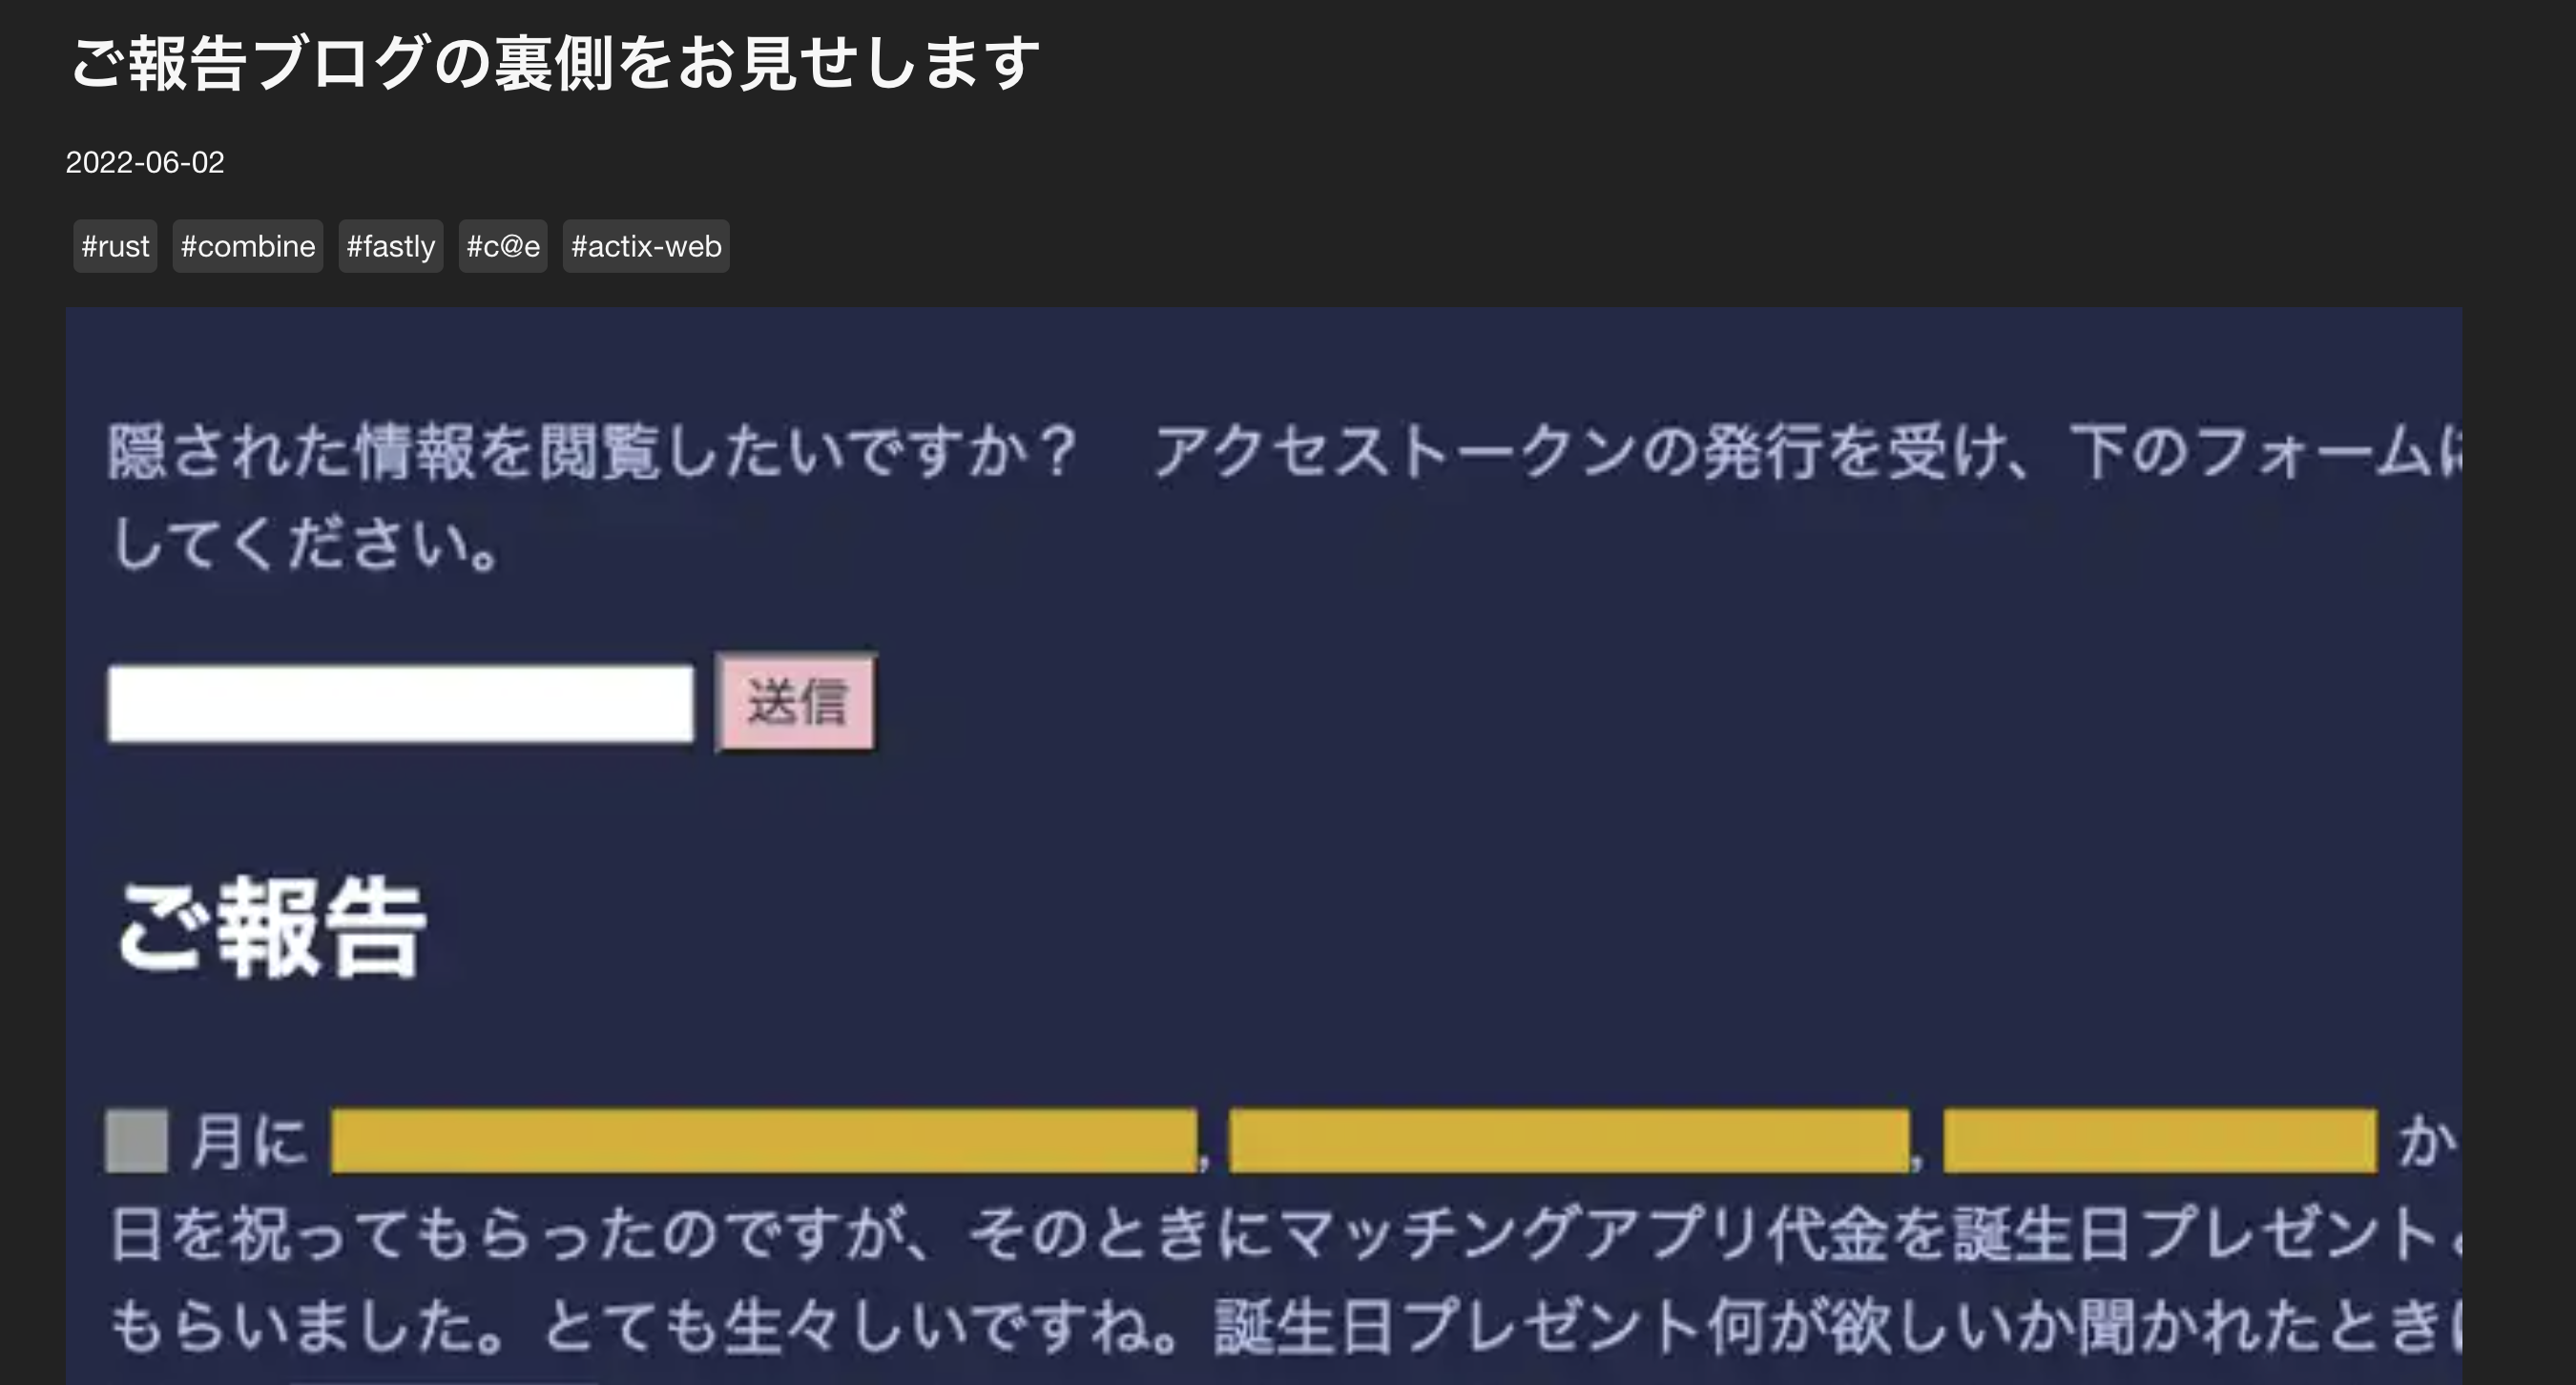 ご報告ブログの裏側をお見せします
2022-06-02
#rust #combine #fastly #c@e #actix-web
隠された情報を閲覧したいですか？　アクセストークンの発行を受け、下のフォームに
してください。
送信
ご報告
月に , , か
日を祝ってもらったのですが、そのときにマッチングアプリ代金を誕生日プレゼント
もらいました。とても生々しいですね。誕生日プレゼント何が欲しいか聞かれたとき